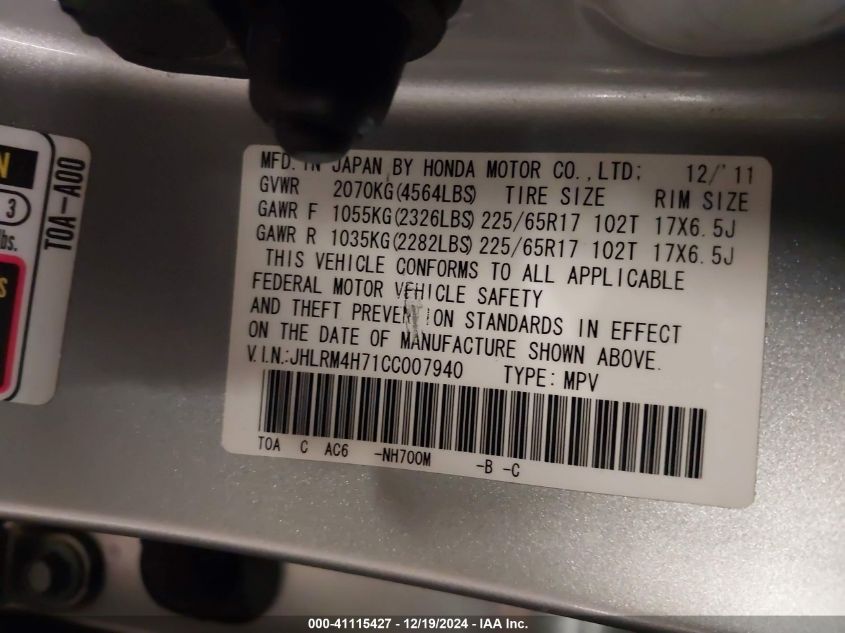 N
3
lbs.
S
TOA-A00
MFD. IN JAPAN BY HONDA MOTOR CO.,LTD; 12/'11
GVWR 2070KG(4564LBS) TIRE SIZE RIM SIZE
GAWR F 1055KG(2326LBS) 225/65R17 102T 17X6.5J
GAWR R 1035KG(2282LBS) 225/65R17 102T 17X6.5J
THIS VEHICLE CONFORMS TO ALL APPLICABLE
FEDERAL MOTOR VEHICLE SAFETY
AND THEFT PREVENTION STANDARDS IN EFFECT
ON THE DATE OF MANUFACTURE SHOWN ABOVE.
V.I.N.:JHLRM4H71CC007940 TYPE: MPV
TOA C AC6 -NH700M -B -C
000-41115427 - 12/19/2024 - IAA Inc.